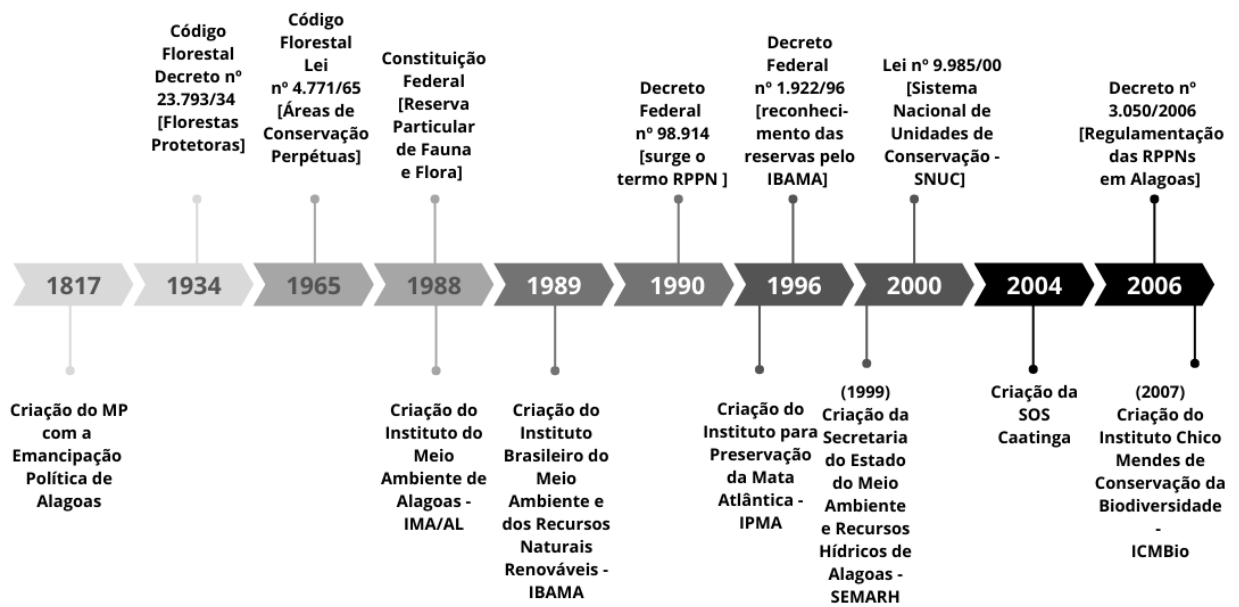 Código
Florestal
Decreto nº
23.793/34
[Florestas
Protetoras]
Código
Florestal
Lei
nº 4.771/65
[Áreas de
Conservação
Perpétuas]
Constituição
Federal
[Reserva
Particular
de Fauna
e Flora]
Decreto
Federal
nº 98.914
[surge o
termo RPPN ]
Decreto
Federal
nº 1.922/96
[reconheci-
mento das
reservas pelo
IBAMA]
Lei nº 9.985/00
[Sistema
Nacional de
Unidades de
Conservação -
SNUC]
Decreto nº
3.050/2006
[Regulamentação
das RPPNs
em Alagoas]
1817
1934
1965
1988
1989
1990
1996
2000
2004
2006
Criação do MP
com a
Emancipação
Política de
Alagoas
Criação do
Instituto do
Meio
Ambiente de
Alagoas -
IMA/AL
Criação do
Instituto
Brasileiro do
Meio
Ambiente e
dos Recursos
Naturais
Renováveis -
IBAMA
Criação do
Instituto para
Preservação
da Mata
Atlântica -
IPMA
(1999)
Criação da
Secretaria
do Estado
do Meio
Ambiente
e Recursos
Hídricos de
Alagoas -
SEMARH
Criação da
SOS
Caatinga
(2007)
Criação do
Instituto Chico
Mendes de
Conservação da
Biodiversidade
-
ICMBio